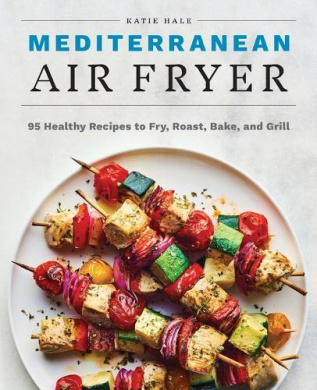 KATIE HALE
MEDITERRANEAN
AIR FRYER
95 Healthy Recipes to Fry, Roast, Bake, and Grill